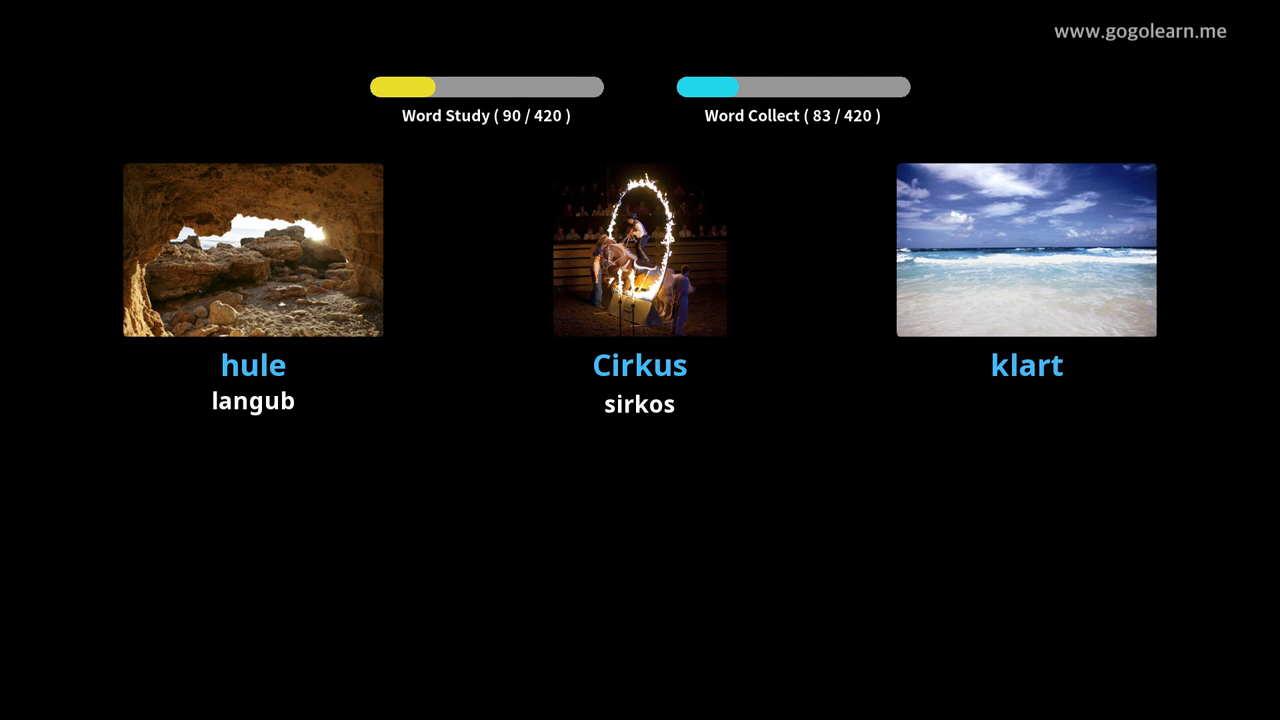 www.gogolearn.me
Word Study ( 90 / 420 )
Word Collect ( 83 / 420 )
hule
langub
Cirkus
sirkos
klart